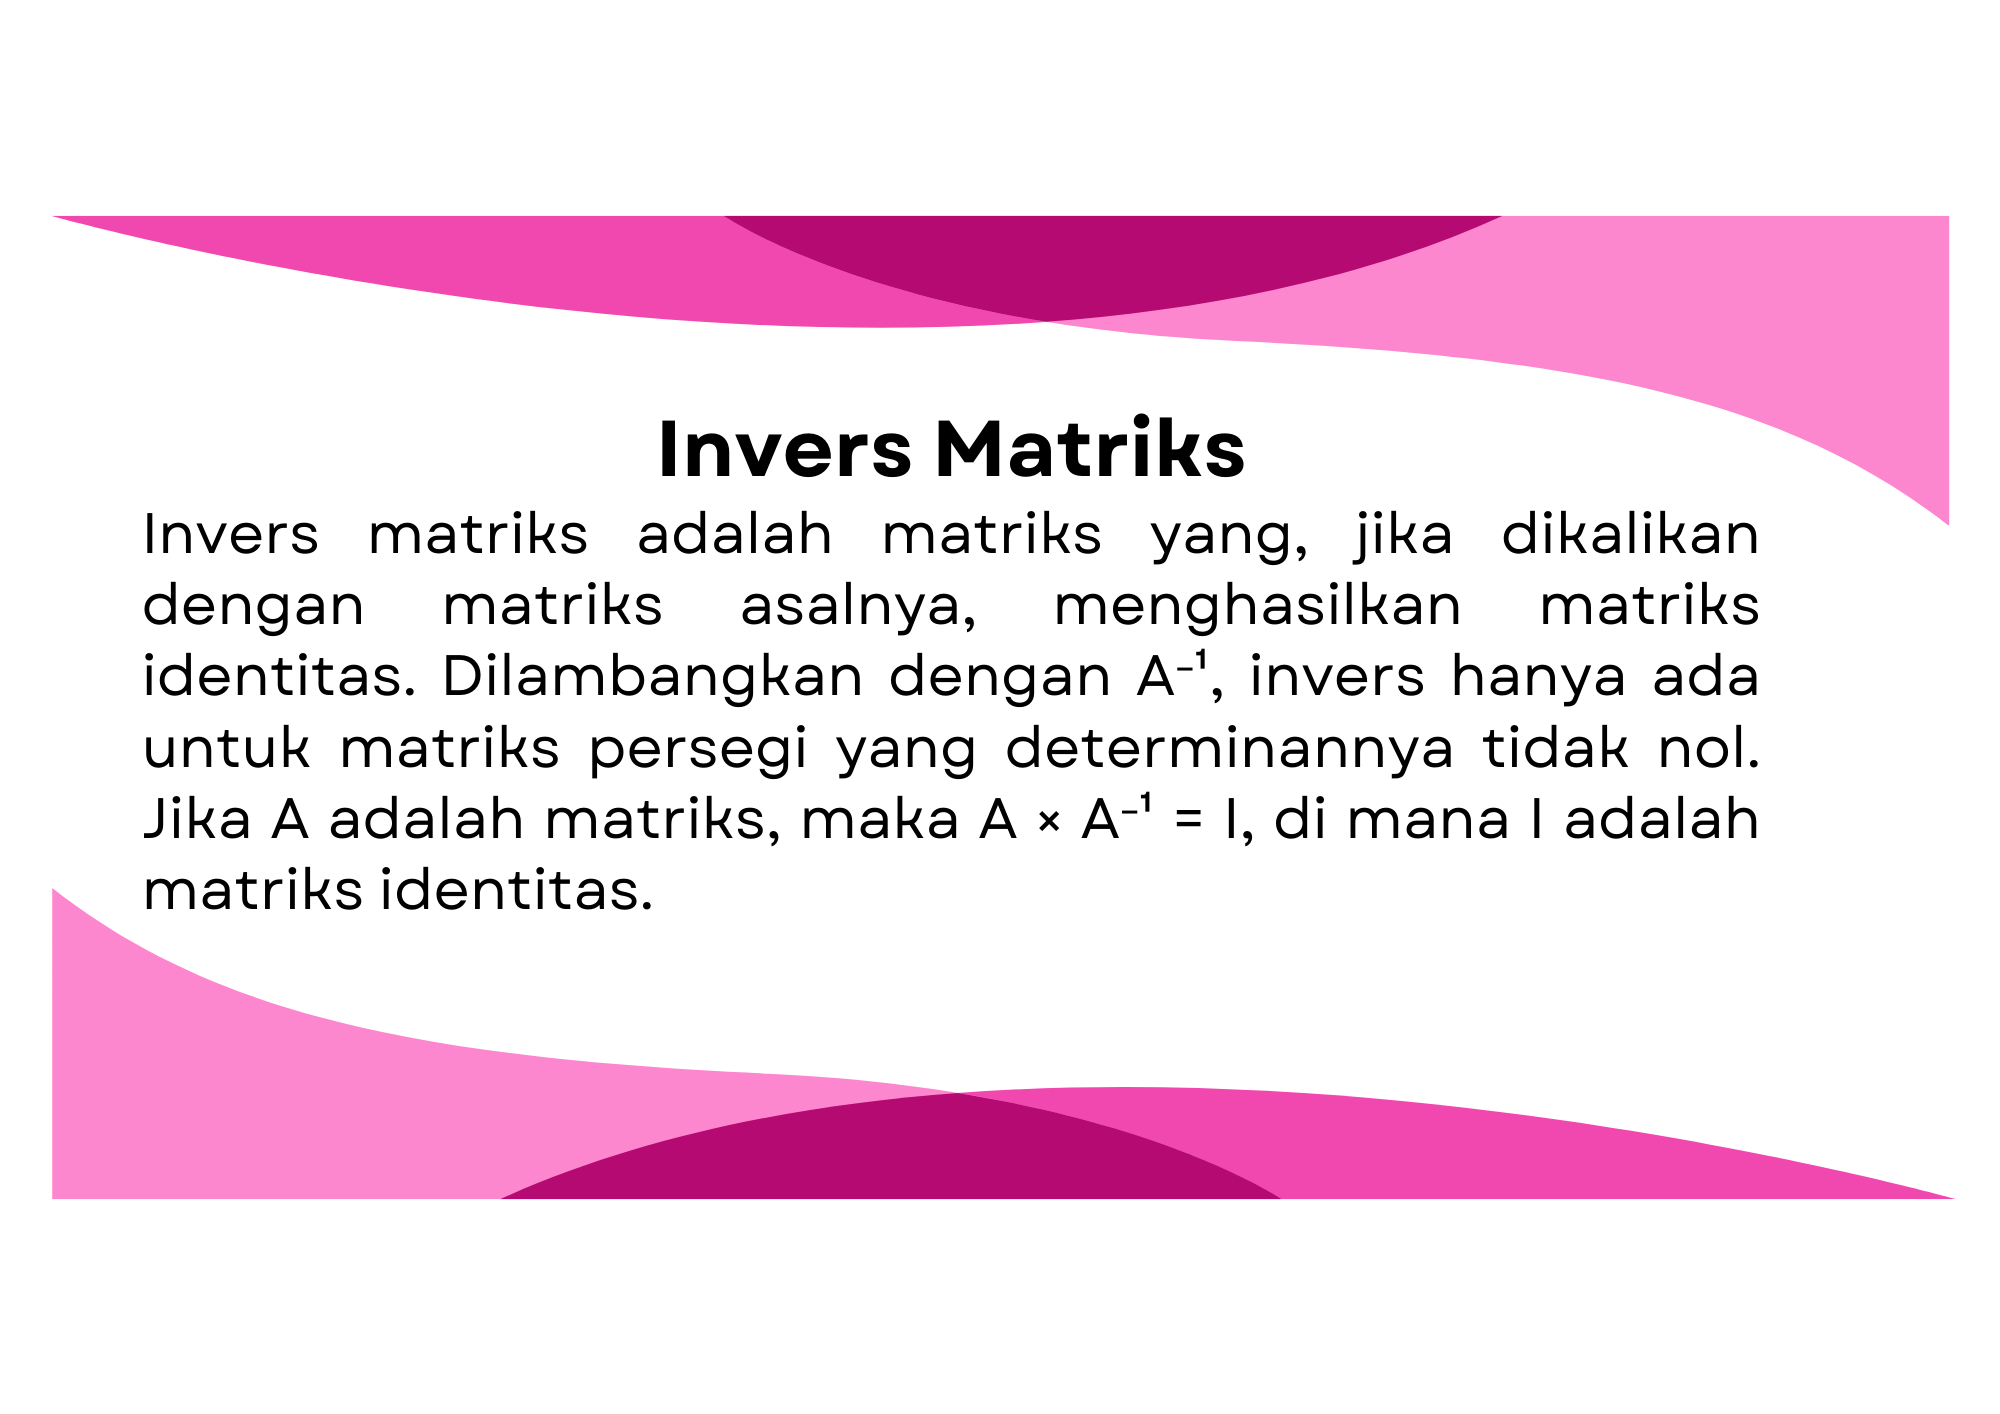 Invers Matriks
Invers matriks adalah matriks yang, jika dikalikan
dengan matriks asalnya, menghasilkan matriks
identitas. Dilambangkan dengan A⁻¹, invers hanya ada
untuk matriks persegi yang determinannya tidak nol.
Jika A adalah matriks, maka A × A⁻¹ = I, di mana I adalah
matriks identitas.